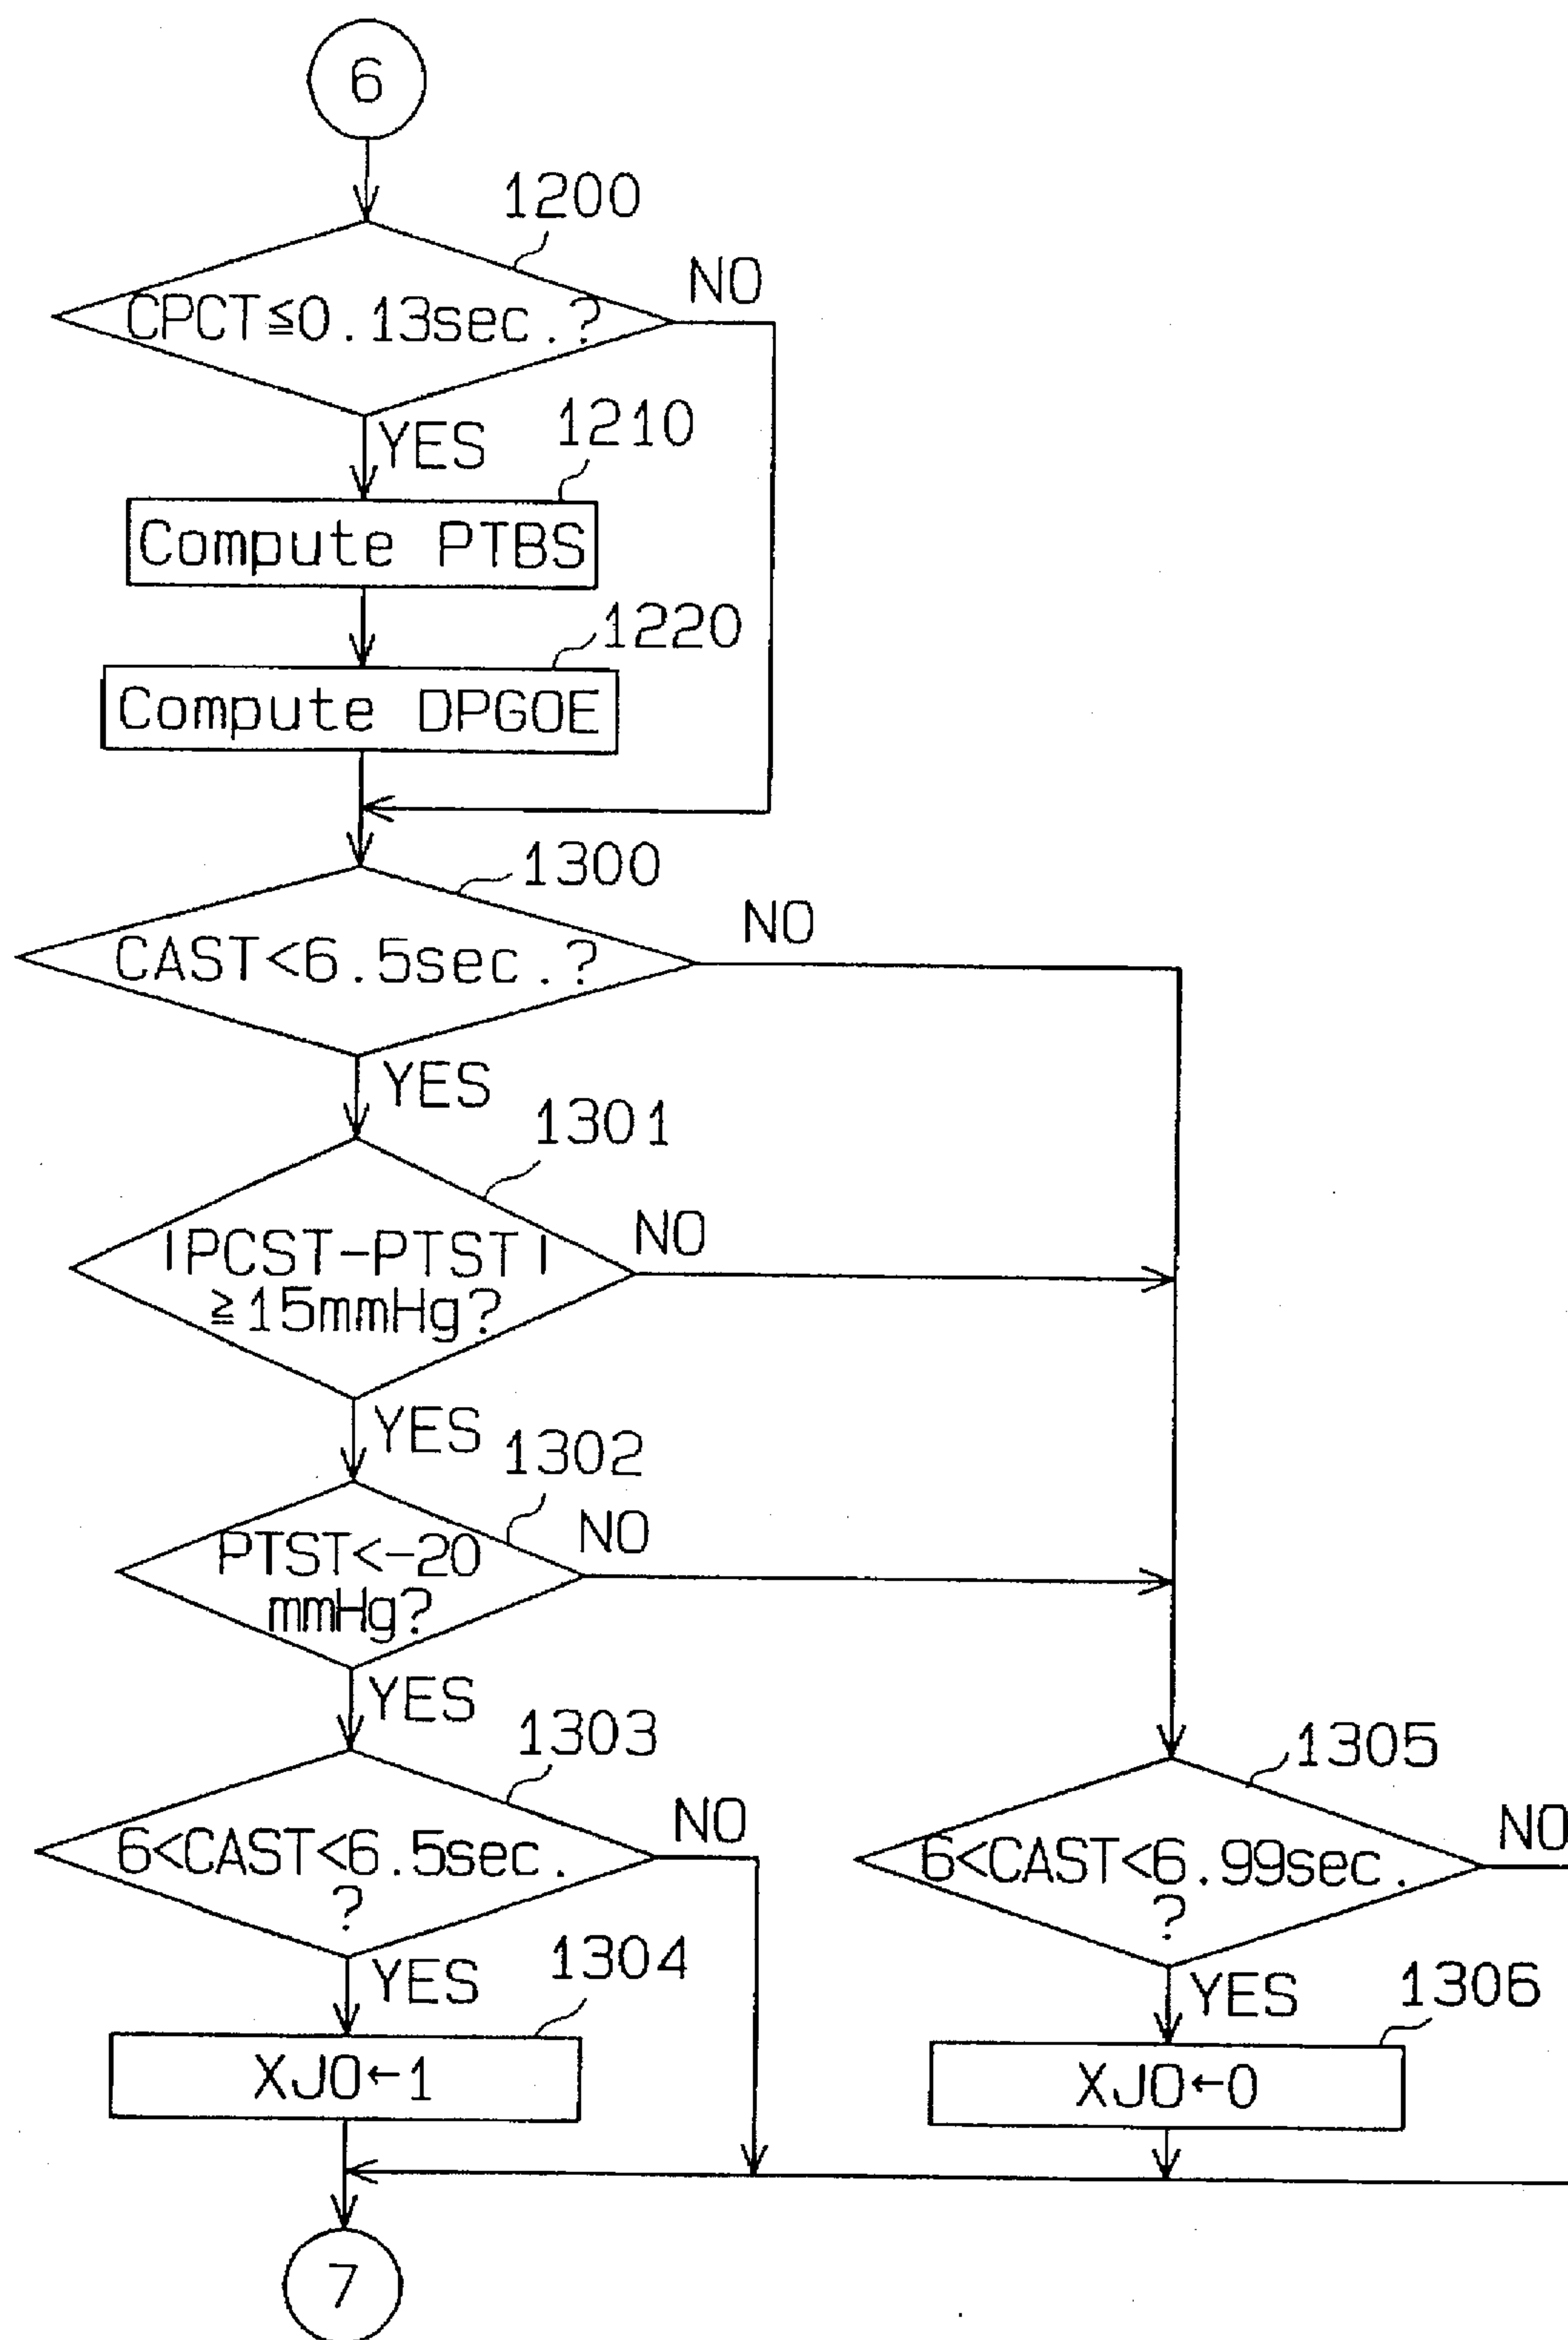 6
1200
CPCT≦0.13sec.?
NO
YES
1210
Compute PTBS
1220
Compute DPGOE
1300
CAST<6.5sec.?
NO
YES
1301
|PCST-PTST|
≧15mmHg?
NO
YES
1302
PTST<-20
mmHg?
NO
YES
1303
6<CAST<6.5sec.
?
NO
YES
1304
XJ0←1
1305
6<CAST<6.99sec.
?
NO
YES
1306
XJ0←0
7